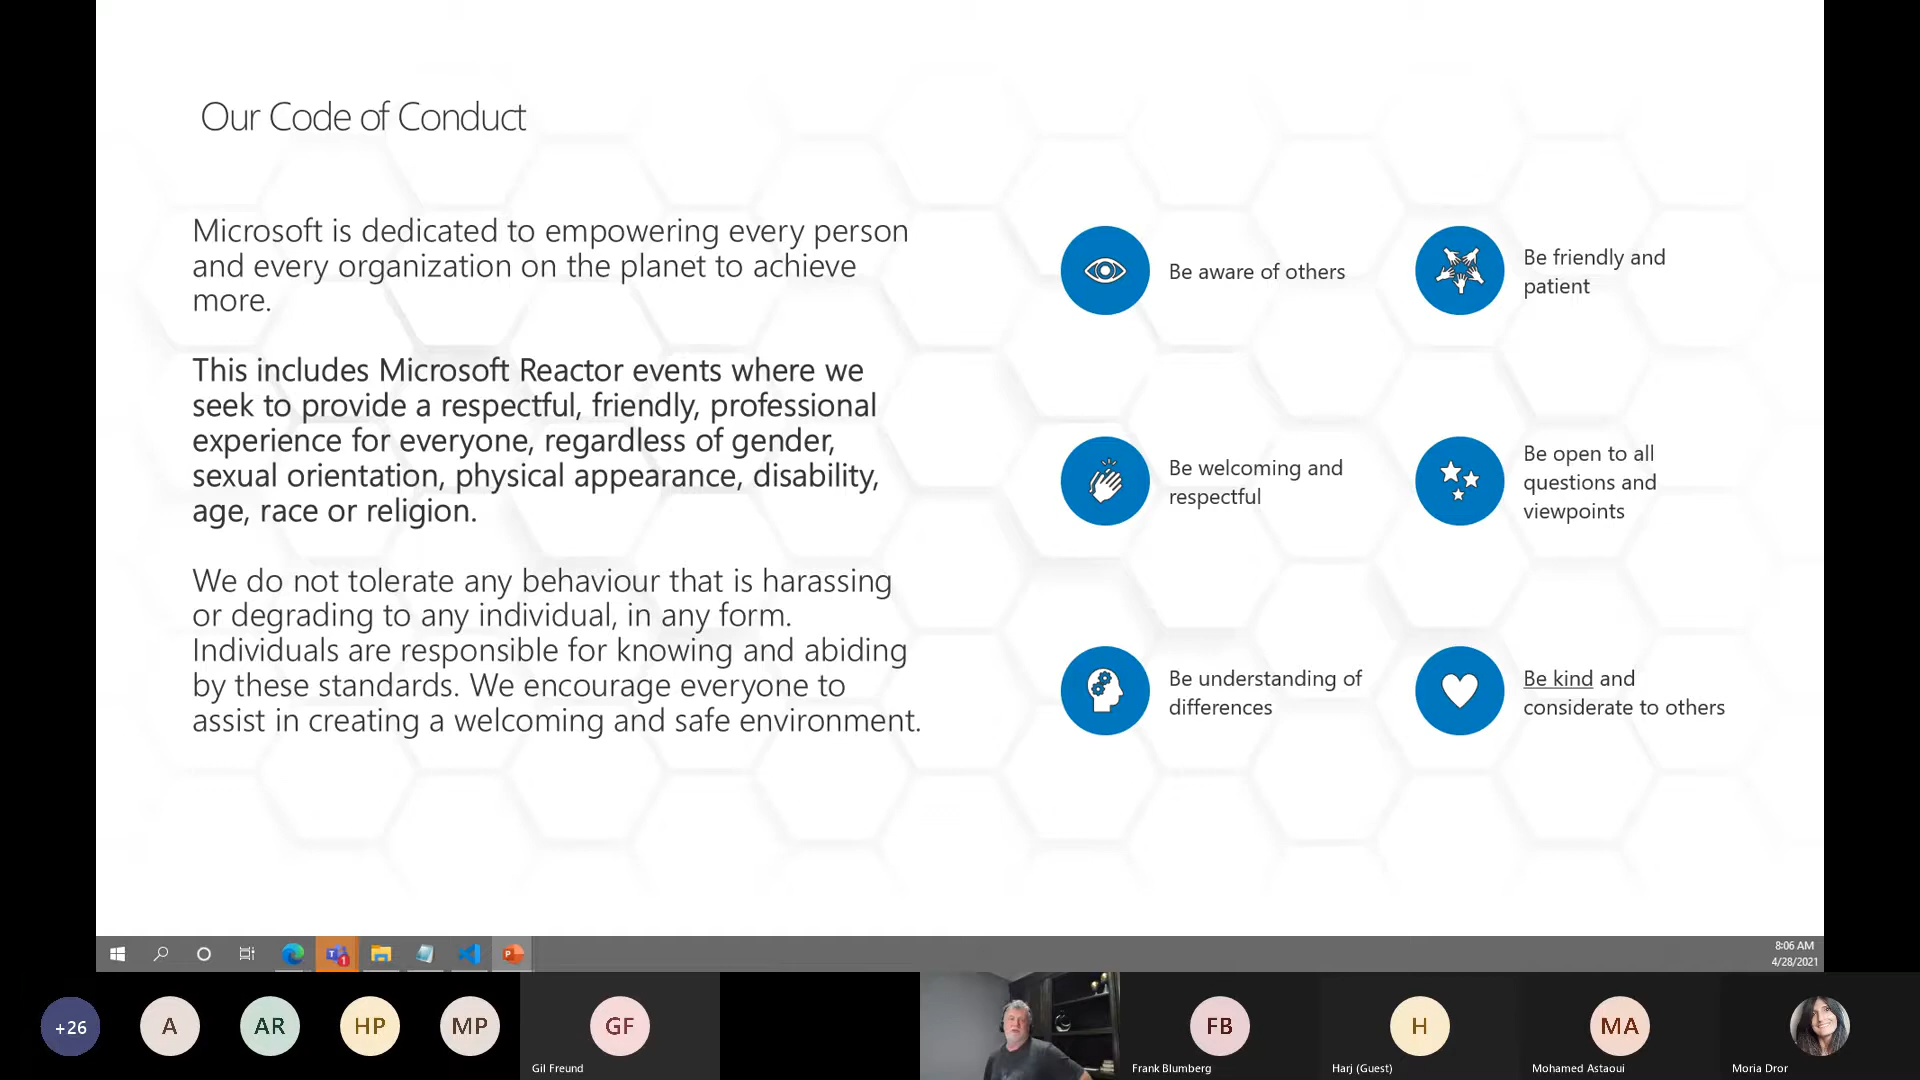 Our Code of Conduct
Microsoft is dedicated to empowering every person
and every organization on the planet to achieve
more.
This includes Microsoft Reactor events where we
seek to provide a respectful, friendly, professional
experience for everyone, regardless of gender,
sexual orientation, physical appearance, disability,
age, race or religion.
We do not tolerate any behaviour that is harassing
or degrading to any individual, in any form.
Individuals are responsible for knowing and abiding
by these standards. We encourage everyone to
assist in creating a welcoming and safe environment.
Be aware of others
Be friendly and
patient
Be welcoming and
respectful
Be open to all
questions and
viewpoints
Be understanding of
differences
Be kind and
considerate to others
8:06 AM
4/28/2021
+26
A
AR
HP
MP
GF
Gil Freund
FB
Frank Blumberg
H
Harj (Guest)
MA
Mohamed Astaoui
Moria Dror